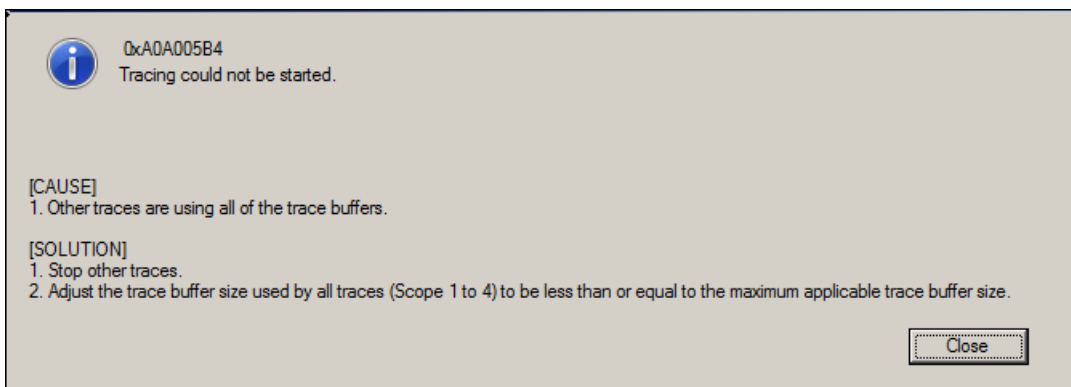 0xA0A005B4
Tracing could not be started.
[CAUSE]
1. Other traces are using all of the trace buffers.
[SOLUTION]
1. Stop other traces.
2. Adjust the trace buffer size used by all traces (Scope 1 to 4) to be less than or equal to the maximum applicable trace buffer size.
Close